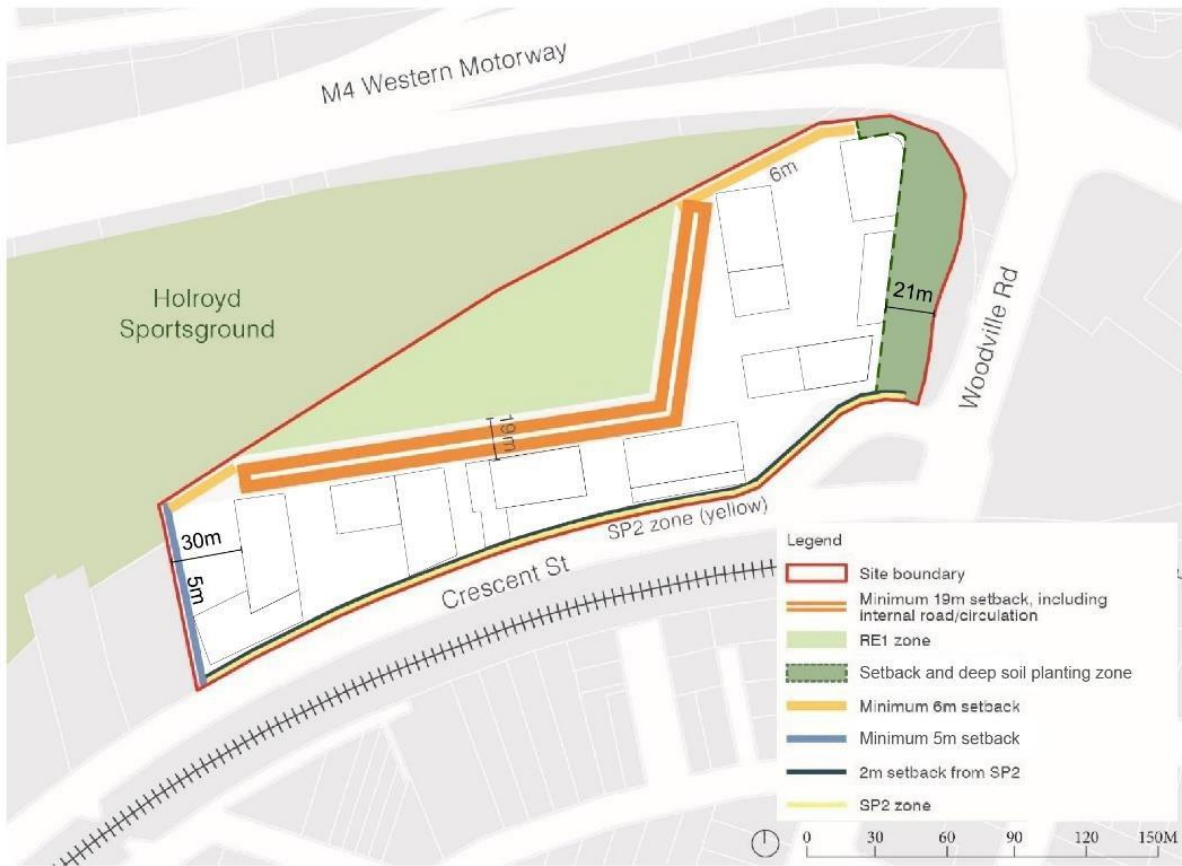 M4 Western Motorway
6m
Holroyd
Sportsground
21m
Woodville Rd
19m
30m
5m
SP2 zone (yellow)
Crescent St
Legend
Site boundary
Minimum 19m setback, including
internal road/circulation
RE1 zone
Setback and deep soil planting zone
Minimum 6m setback
Minimum 5m setback
2m setback from SP2
SP2 zone
0 30 60 90 120 150M